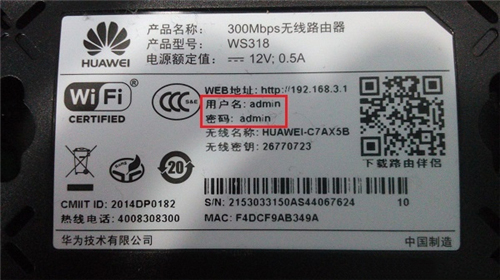 HUAWEI
产品名称: 300Mbps无线路由器
产品型号: WS318
电源额定值: ⎓ 12V; 0.5A
WiFi CERTIFIED
CCC S&E
20
WEB地址: http://192.168.3.1
用户名: admin
密码: admin
无线名称: HUAWEI-C7AX5B
无线密钥: 26770723
下载路由伴侣
CMIIT ID: 2014DP0182
热线电话: 4008308300
华为技术有限公司
S/N: 2153033150AS44067624 10
MAC: F4DCF9AB349A
中国制造